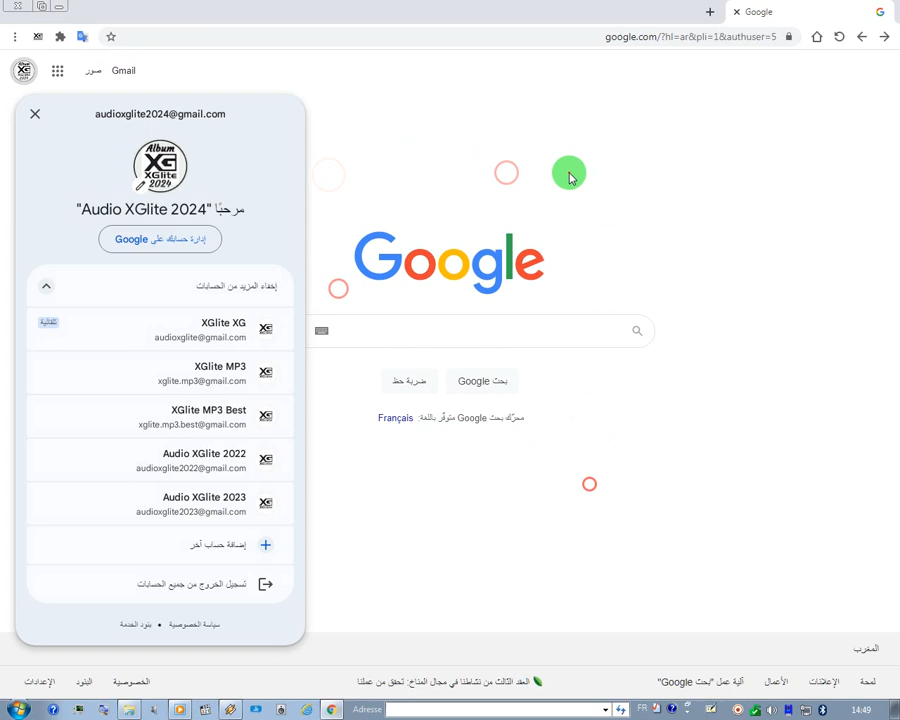 Google
google.com/?hl=ar&pli=1&authuser=5
Gmail
صور
audioxglite2024@gmail.com
Album
XG
XGlite
2024
مرحبًا "Audio XGlite 2024"
إدارة حسابك على Google
إخفاء المزيد من الحسابات
XGlite XG
تلقائية
audioxglite@gmail.com
XGlite MP3
xglite.mp3@gmail.com
XGlite MP3 Best
xglite.mp3.best@gmail.com
Audio XGlite 2022
audioxglite2022@gmail.com
Audio XGlite 2023
audioxglite2023@gmail.com
إضافة حساب آخر
تسجيل الخروج من جميع الحسابات
سياسة الخصوصية • بنود الخدمة
Google
بحث Google
ضربة حظ
محرّك بحث Google متوفّر باللغة: Français
المغرب
لمحة
الإعلانات
الأعمال
آلية عمل "بحث Google"
العقد الثالث من نشاطنا في مجال المناخ: تحقق من عملنا
الخصوصية
البنود
الإعدادات
Adresse
FR
14:49